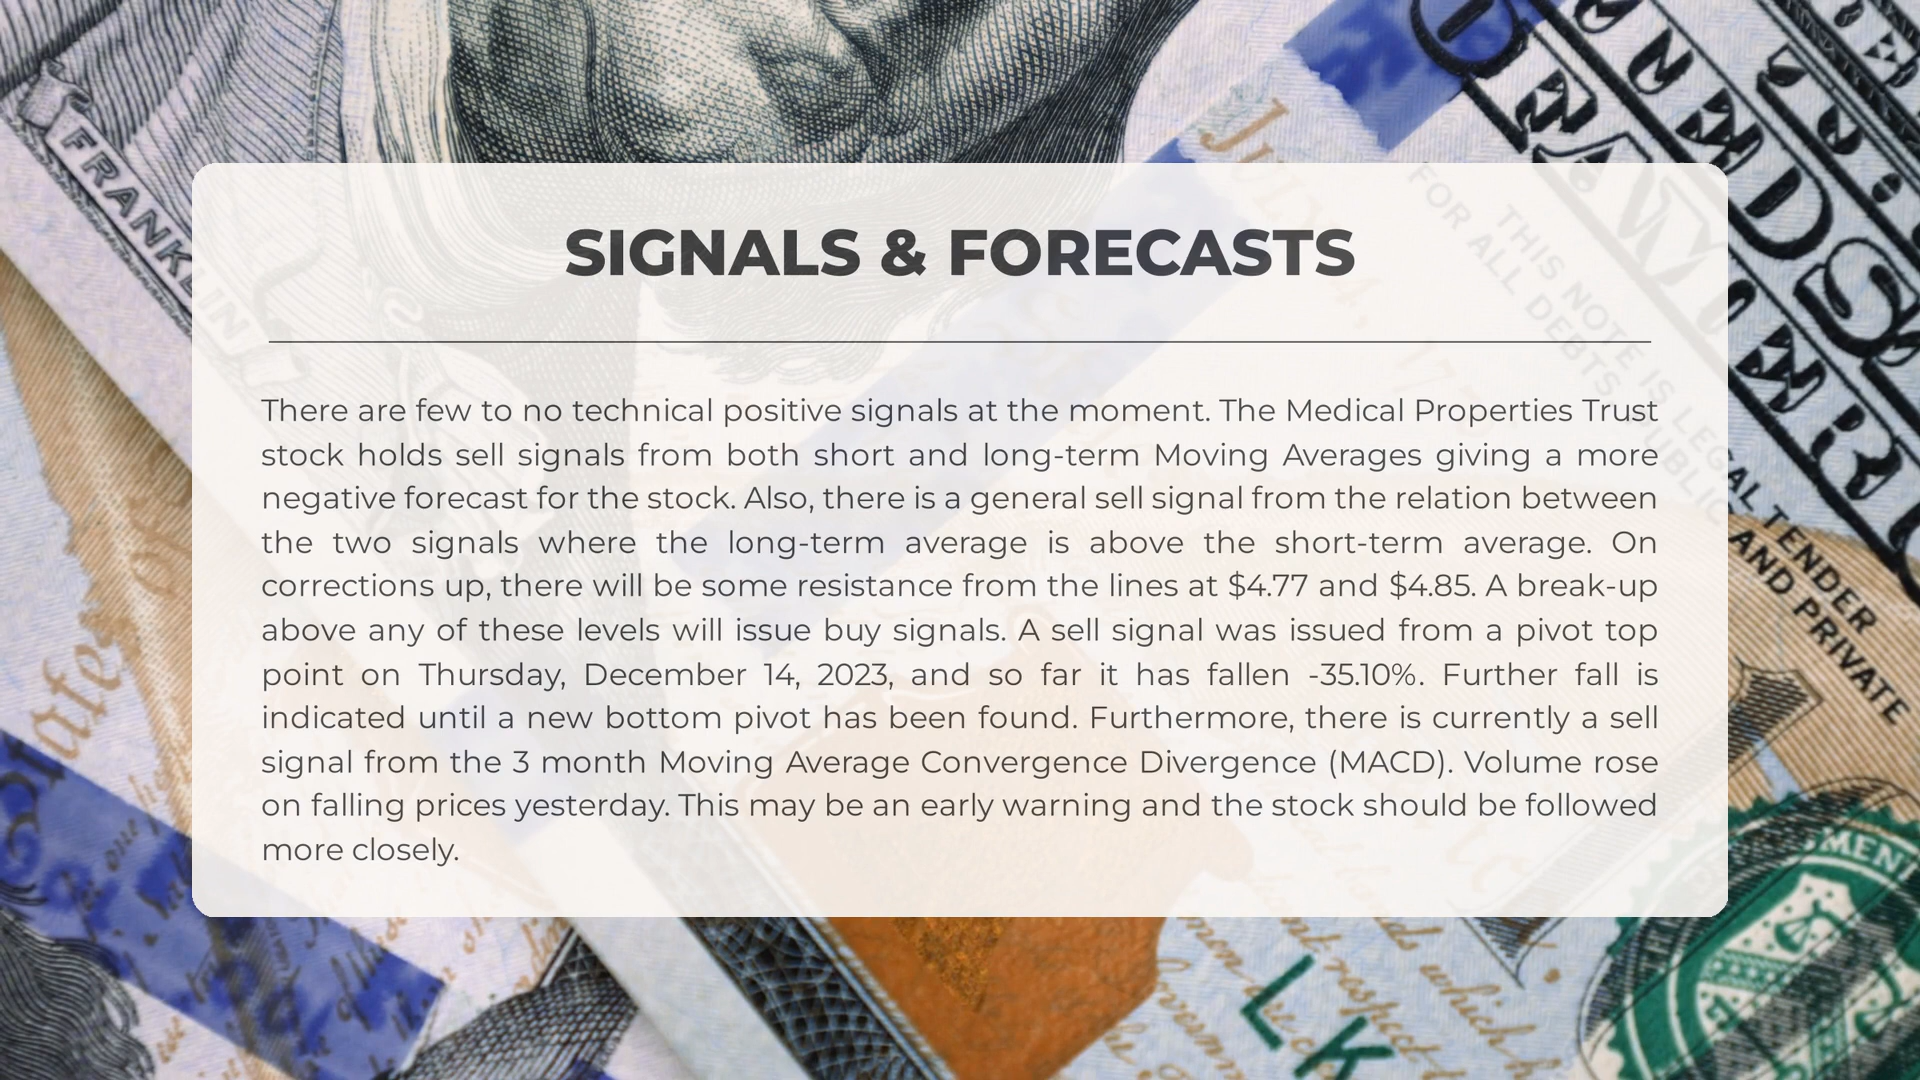 FRANKLIN
July 4, 1776
THIS NOTE IS LEGAL TENDER
FOR ALL DEBTS, PUBLIC AND PRIVATE
SIGNALS & FORECASTS
There are few to no technical positive signals at the moment. The Medical Properties Trust
stock holds sell signals from both short and long-term Moving Averages giving a more
negative forecast for the stock. Also, there is a general sell signal from the relation between
the two signals where the long-term average is above the short-term average. On
corrections up, there will be some resistance from the lines at $4.77 and $4.85. A break-up
above any of these levels will issue buy signals. A sell signal was issued from a pivot top
point on Thursday, December 14, 2023, and so far it has fallen -35.10%. Further fall is
indicated until a new bottom pivot has been found. Furthermore, there is currently a sell
signal from the 3 month Moving Average Convergence Divergence (MACD). Volume rose
on falling prices yesterday. This may be an early warning and the stock should be followed
more closely.
L K